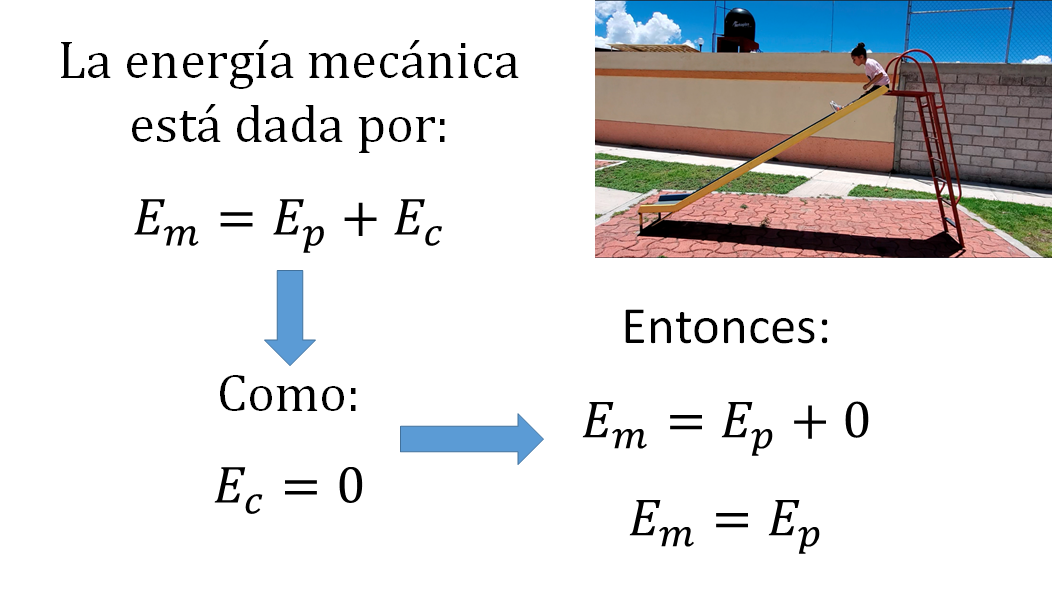 La energía mecánica
está dada por:
E_m = E_p + E_c
Como:
E_c = 0
Entonces:
E_m = E_p + 0
E_m = E_p